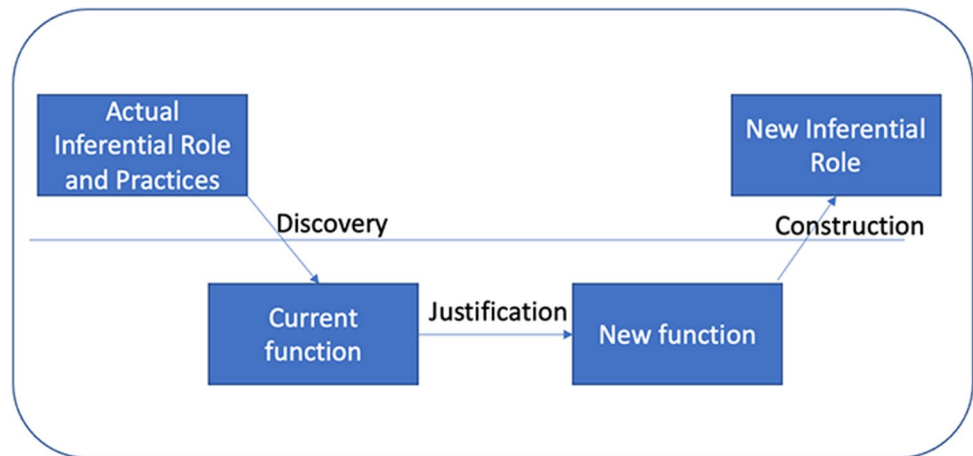 Actual
Inferential Role
and Practices
New Inferential
Role
Discovery
Construction
Current
function
Justification
New function